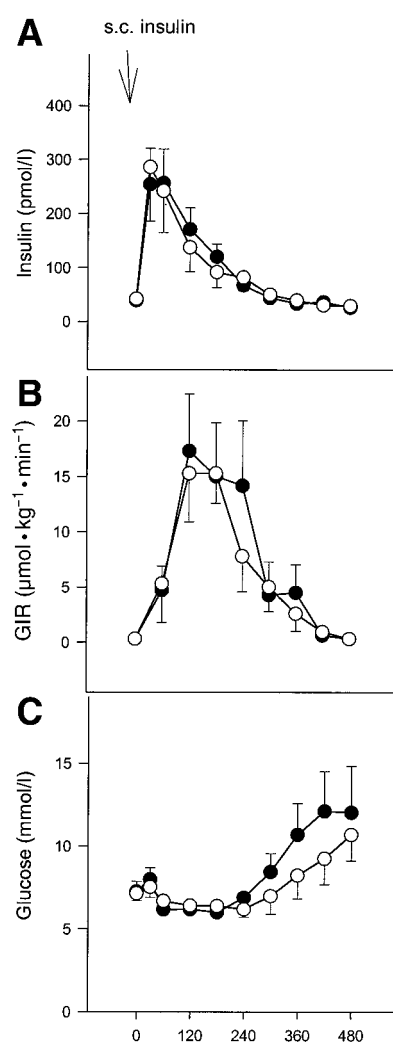 A
s.c. insulin
400
300
200
100
0
Insulin (pmol/l)
B
20
15
10
5
0
GIR (μmol • kg⁻¹ • min⁻¹)
C
15
10
5
0
Glucose (mmol/l)
0 120 240 360 480